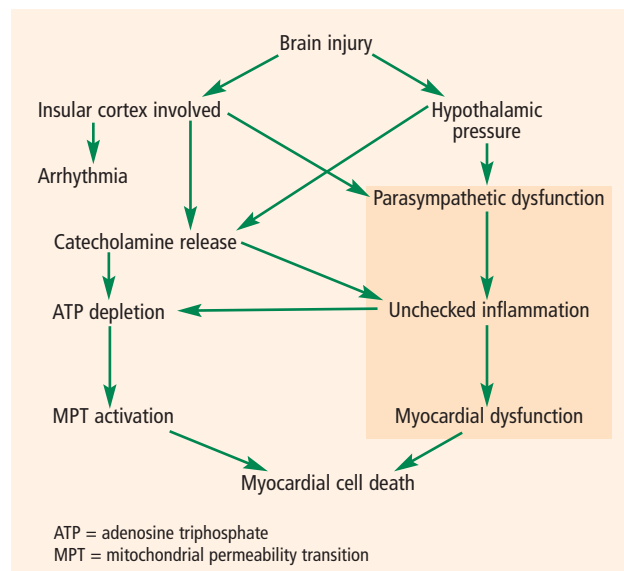 Brain injury
Insular cortex involved
Hypothalamic
pressure
Arrhythmia
Parasympathetic dysfunction
Catecholamine release
ATP depletion
Unchecked inflammation
MPT activation
Myocardial dysfunction
Myocardial cell death
ATP = adenosine triphosphate
MPT = mitochondrial permeability transition